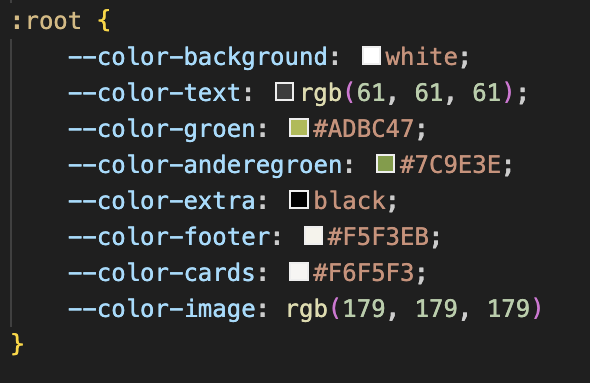 :root {
--color-background: white;
--color-text: rgb(61, 61, 61);
--color-groen: #ADBC47;
--color-anderegroen: #7C9E3E;
--color-extra: black;
--color-footer: #F5F3EB;
--color-cards: #F6F5F3;
--color-image: rgb(179, 179, 179)
}